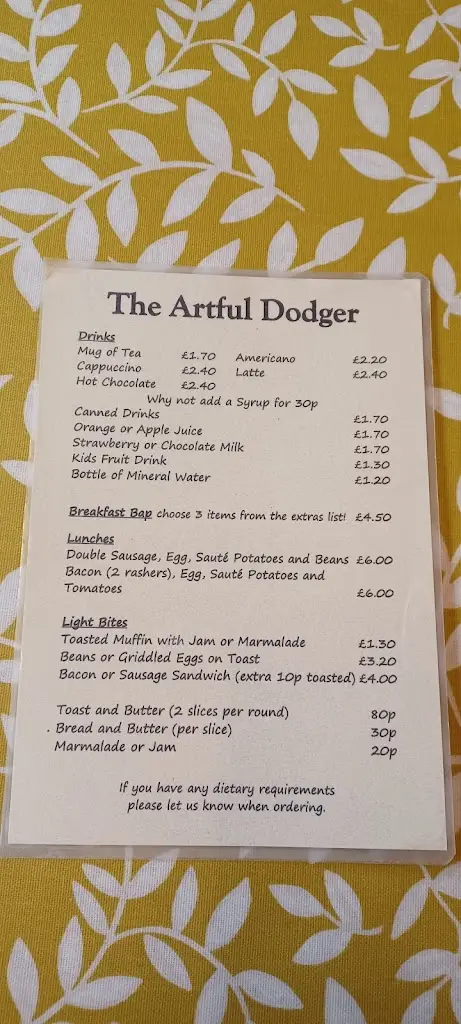 The Artful Dodger
Drinks
Mug of Tea £1.70 Americano £2.20
Cappuccino £2.40 Latte £2.40
Hot Chocolate £2.40
Why not add a Syrup for 30p
Canned Drinks £1.70
Orange or Apple Juice £1.70
Strawberry or Chocolate Milk £1.70
Kids Fruit Drink £1.30
Bottle of Mineral Water £1.20
Breakfast Bap choose 3 items from the extras list! £4.50
Lunches
Double Sausage, Egg, Sauté Potatoes and Beans £6.00
Bacon (2 rashers), Egg, Sauté Potatoes and
Tomatoes £6.00
Light Bites
Toasted Muffin with Jam or Marmalade £1.30
Beans or Griddled Eggs on Toast £3.20
Bacon or Sausage Sandwich (extra 10p toasted) £4.00
Toast and Butter (2 slices per round) 80p
Bread and Butter (per slice) 30p
Marmalade or Jam 20p
If you have any dietary requirements
please let us know when ordering.